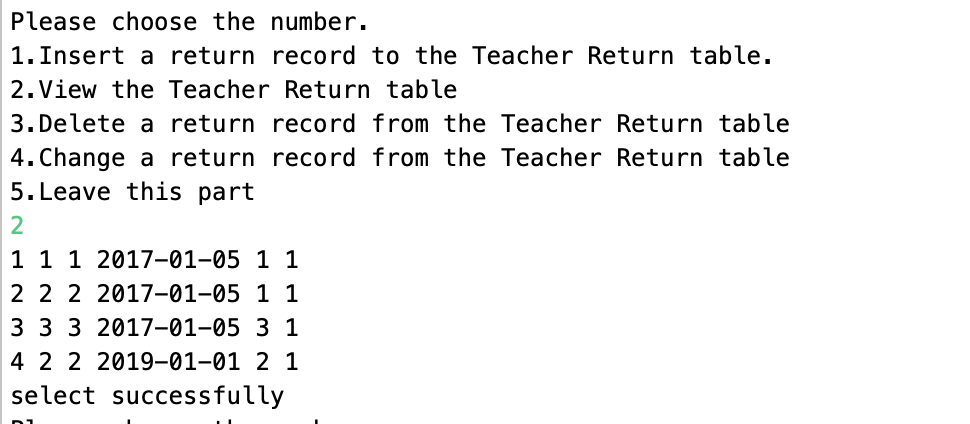 Please choose the number.
1.Insert a return record to the Teacher Return table.
2.View the Teacher Return table
3.Delete a return record from the Teacher Return table
4.Change a return record from the Teacher Return table
5.Leave this part
2
1 1 1 2017-01-05 1 1
2 2 2 2017-01-05 1 1
3 3 3 2017-01-05 3 1
4 2 2 2019-01-01 2 1
select successfully